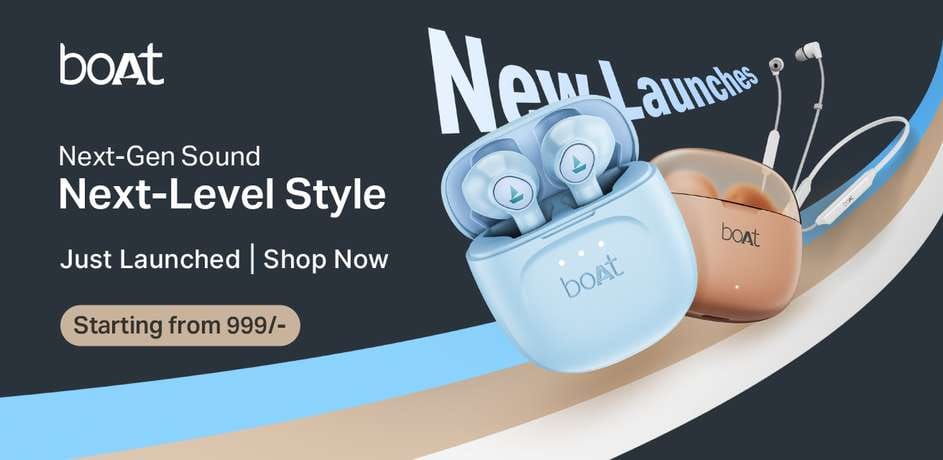 boAt
New Launches
Next-Gen Sound
Next-Level Style
Just Launched | Shop Now
Starting from 999/-
boAt
boAt